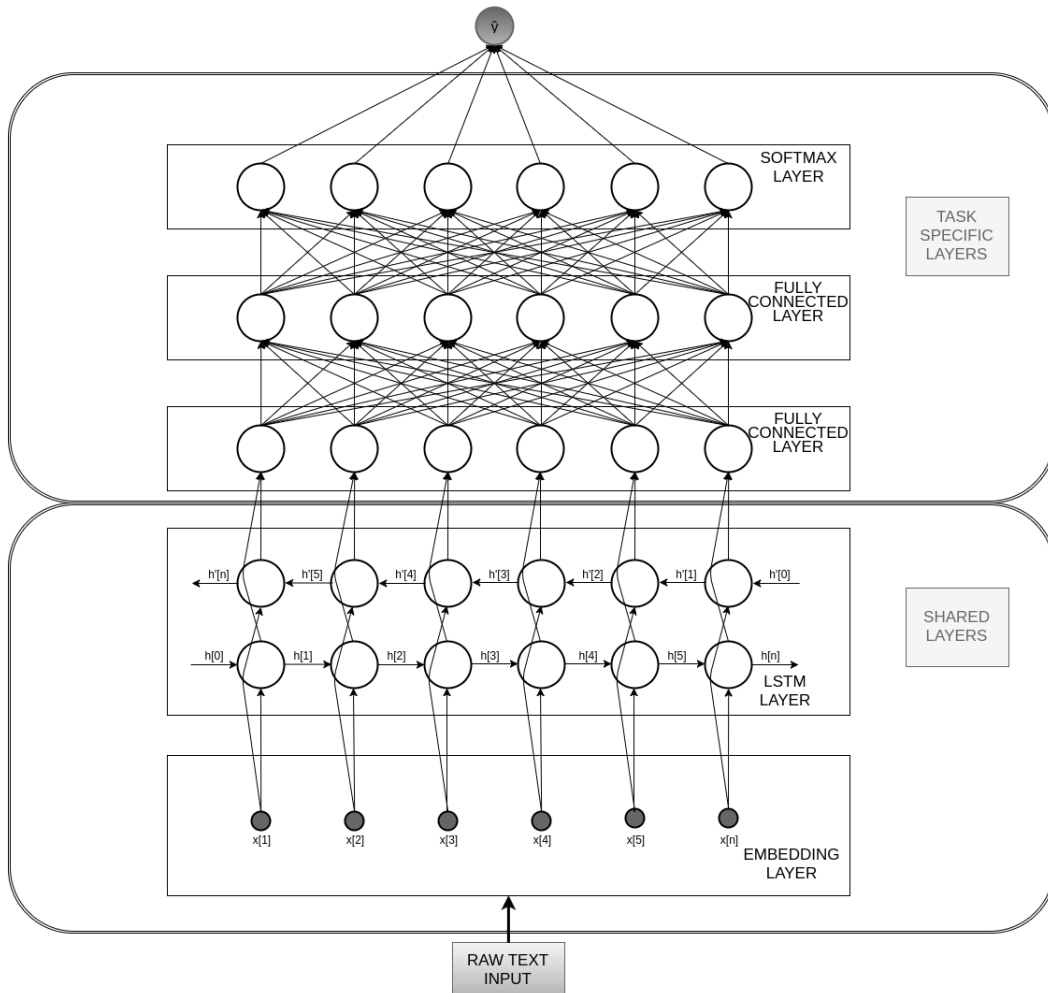 ŷ
SOFTMAX
LAYER
TASK
SPECIFIC
LAYERS
FULLY
CONNECTED
LAYER
FULLY
CONNECTED
LAYER
h'[n] h'[5] h'[4] h'[3] h'[2] h'[1] h'[0]
SHARED
LAYERS
h[0] h[1] h[2] h[3] h[4] h[5] h[n]
LSTM
LAYER
x[1] x[2] x[3] x[4] x[5] x[n]
EMBEDDING
LAYER
RAW TEXT
INPUT